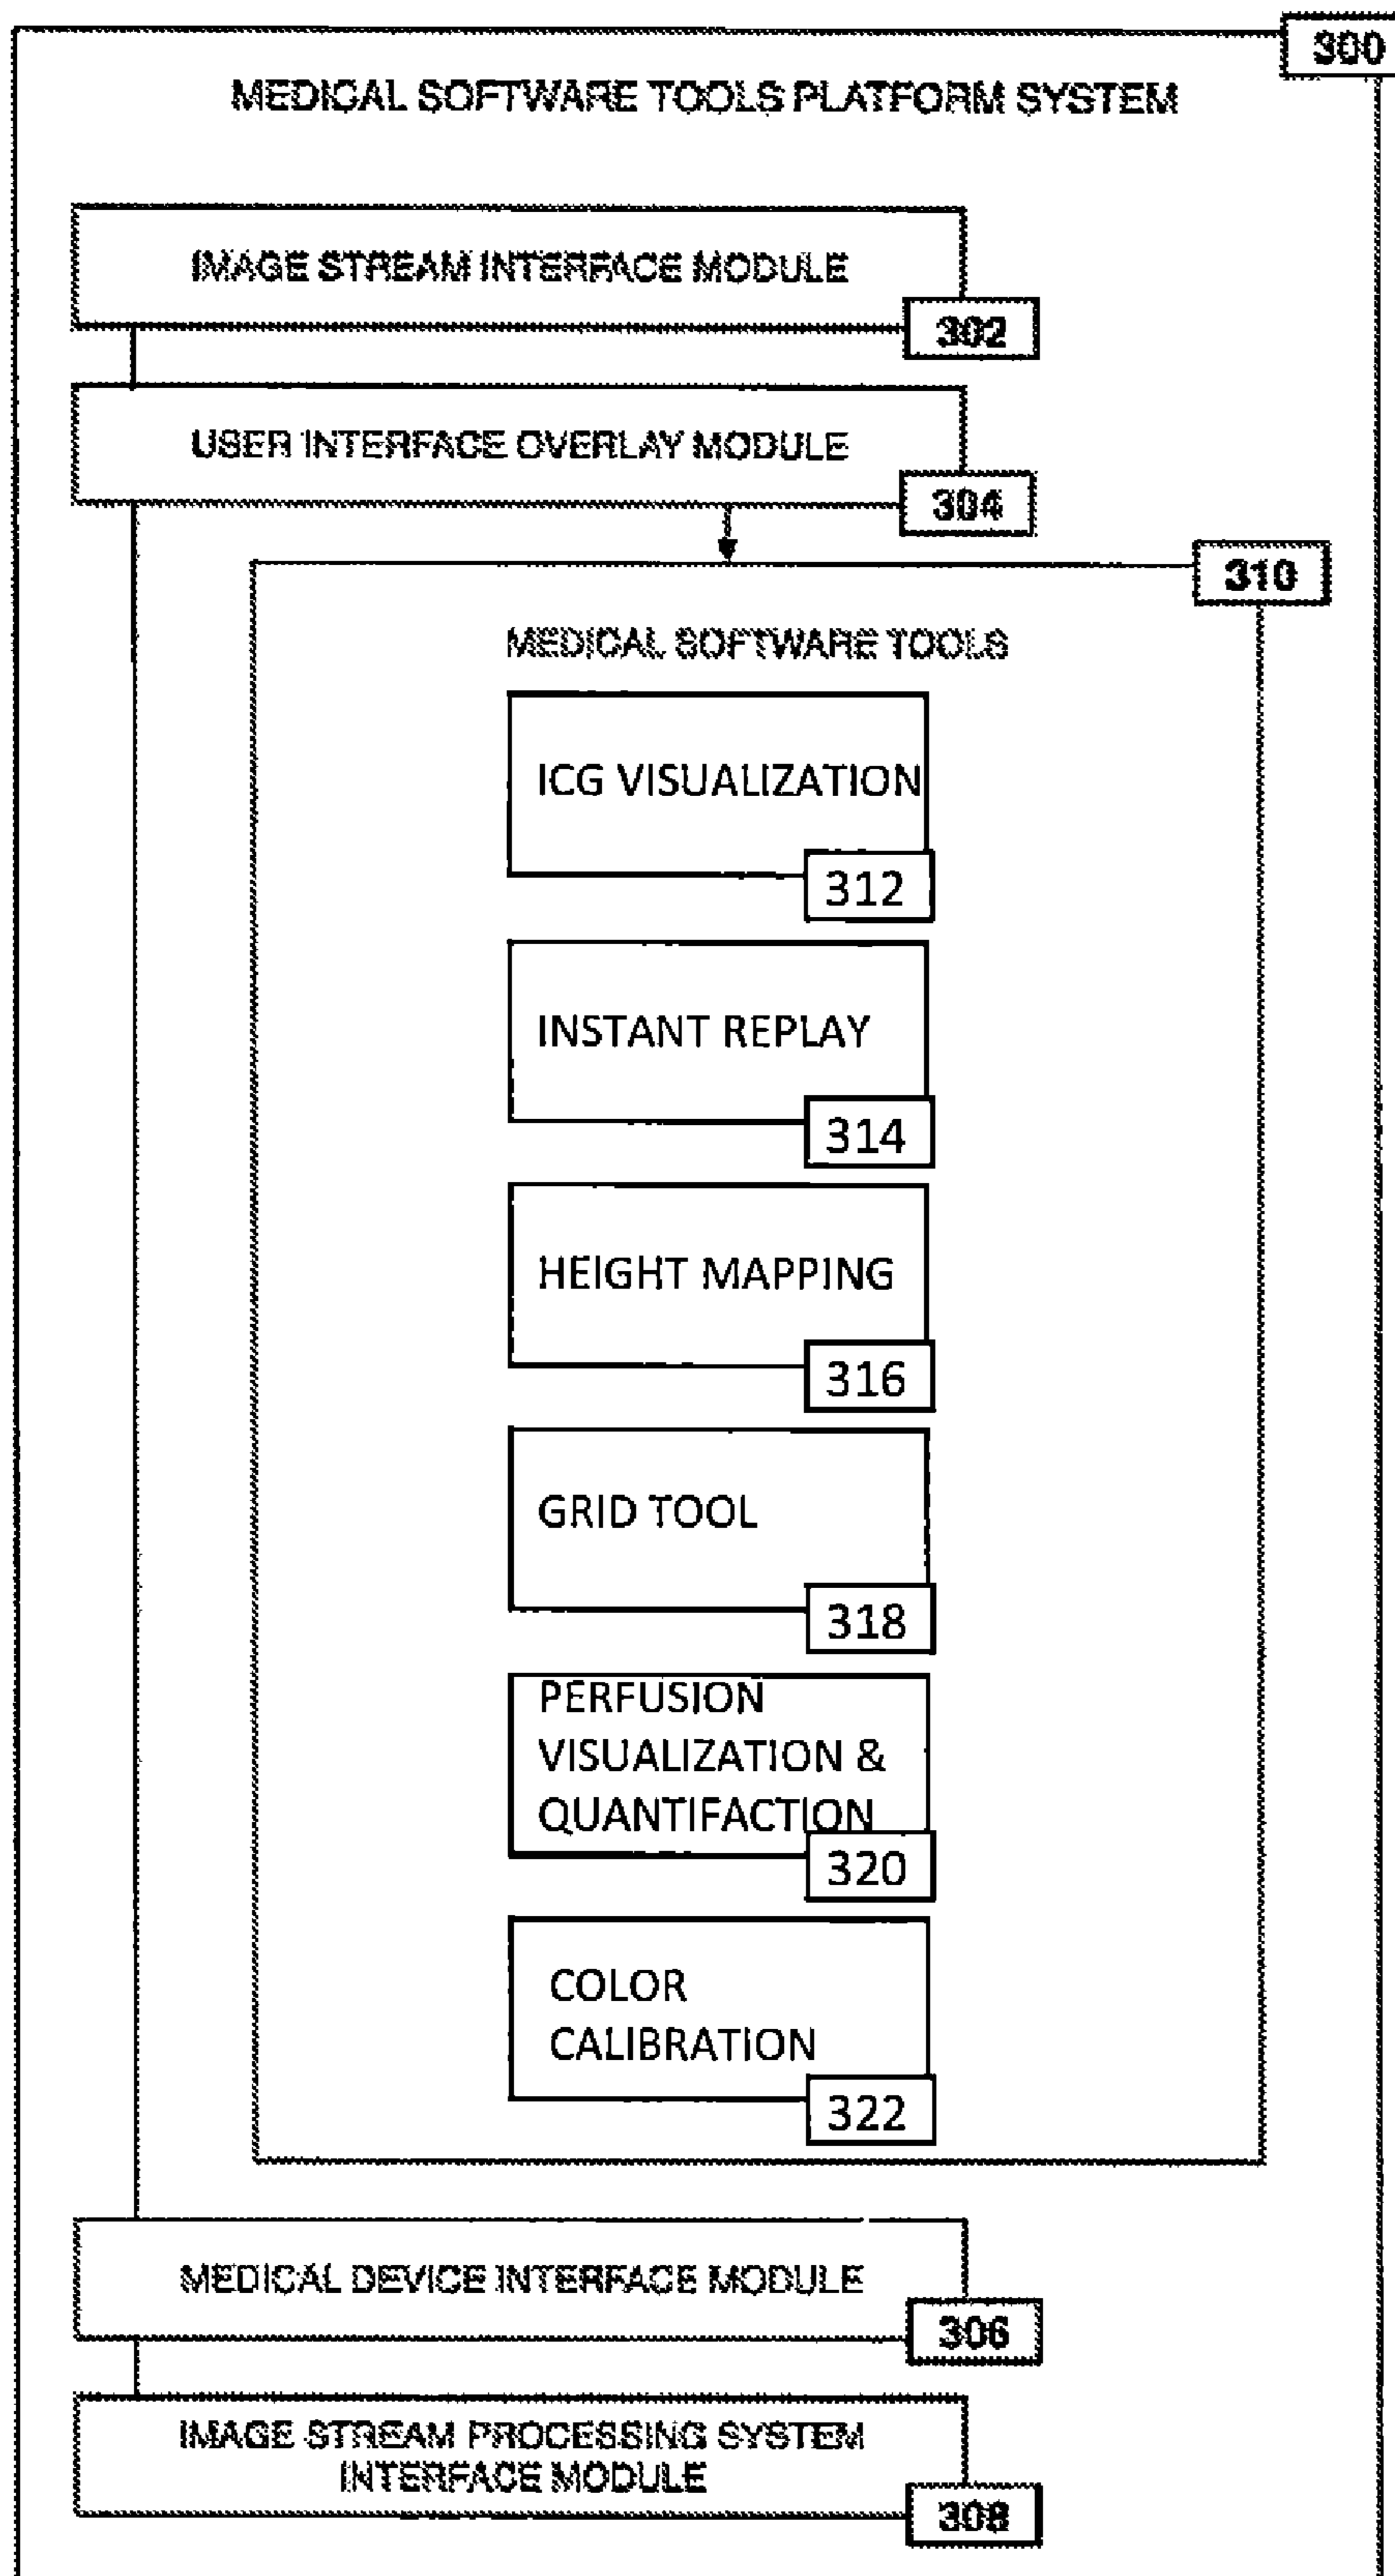 300
MEDICAL SOFTWARE TOOLS PLATFORM SYSTEM
IMAGE STREAM INTERFACE MODULE
302
USER INTERFACE OVERLAY MODULE
304
310
MEDICAL SOFTWARE TOOLS
ICG VISUALIZATION
312
INSTANT REPLAY
314
HEIGHT MAPPING
316
GRID TOOL
318
PERFUSION
VISUALIZATION &
QUANTIFACTION
320
COLOR
CALIBRATION
322
MEDICAL DEVICE INTERFACE MODULE
306
IMAGE STREAM PROCESSING SYSTEM
INTERFACE MODULE
308